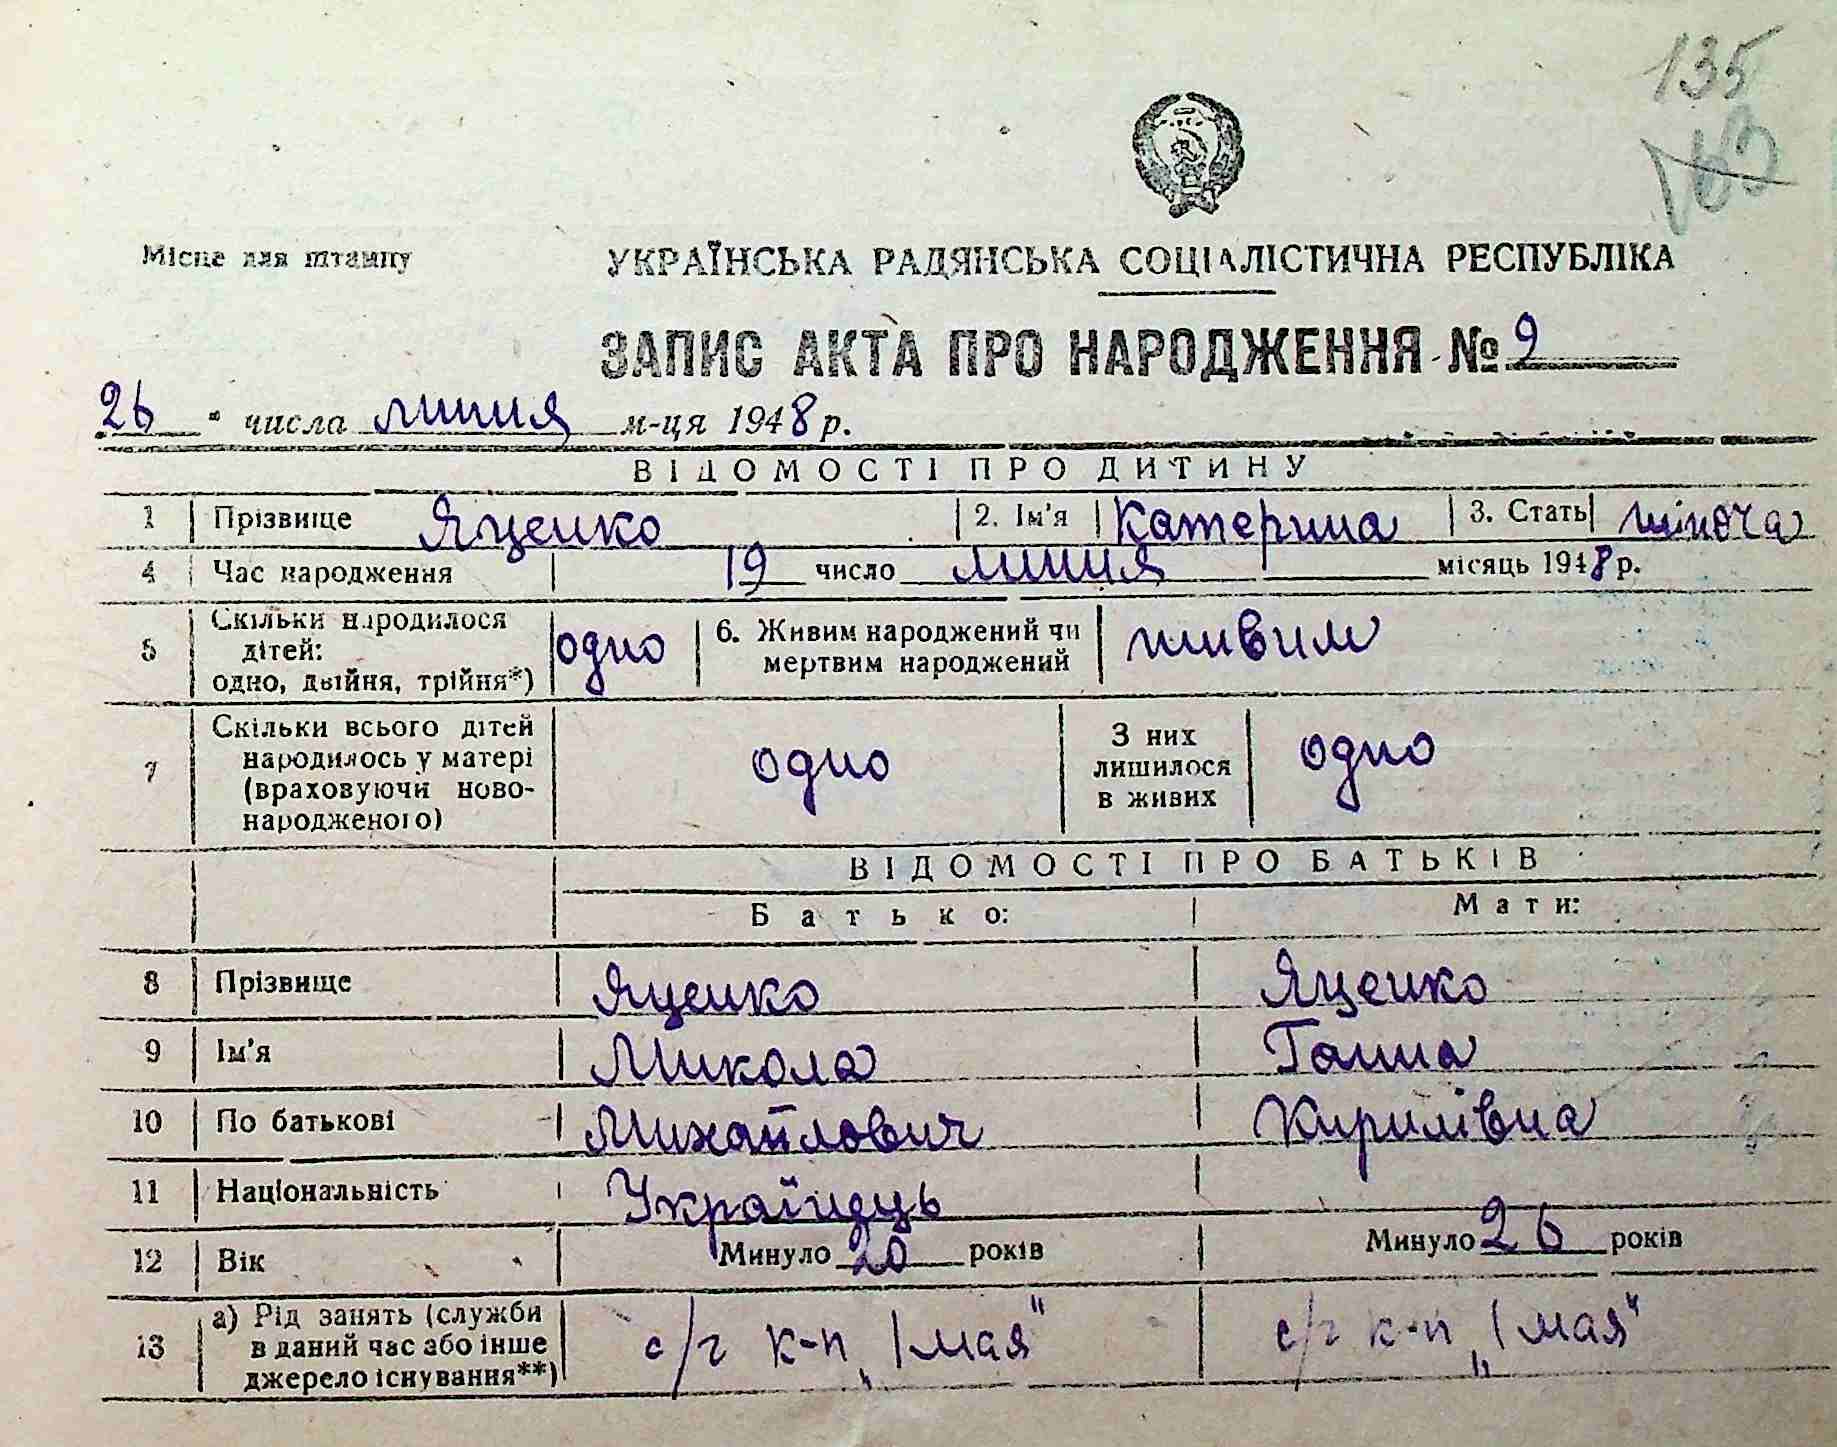 135
Місце для штампу
УКРАЇНСЬКА РАДЯНСЬКА СОЦІАЛІСТИЧНА РЕСПУБЛІКА
ЗАПИС АКТА ПРО НАРОДЖЕННЯ № 9
26 " числа липня м-ця 1948 р.
ВІДОМОСТІ ПРО ДИТИНУ
1 Прізвище Яценко 2. Ім'я Катерина 3. Стать жіноча
4 Час народження 19 число липня місяць 1948 р.
5 Скільки народилося дітей: одно, двійня, трійня*) одно 6. Живим народжений чи мертвим народжений живим
7 Скільки всього дітей народилось у матері (враховуючи новонародженого) одно З них лишилося в живих одно
ВІДОМОСТІ ПРО БАТЬКІВ
Батько: Мати:
8 Прізвище Яценко Яценко
9 Ім'я Микола Ганна
10 По батькові Михайлович Кирилівна
11 Національність Українець
12 Вік Минуло 20 років Минуло 26 років
13 а) Рід занять (служби в даний час або інше джерело існування**) с/г к-п „1 мая" с/г к-п „1 мая"